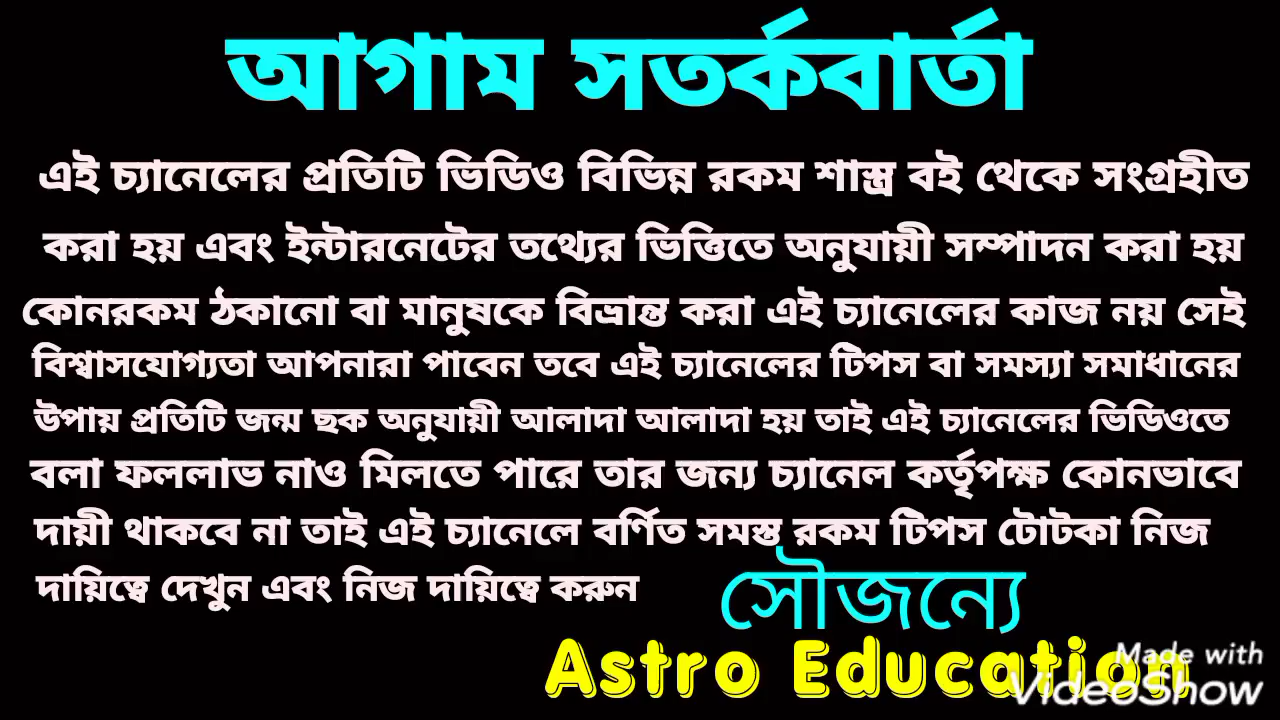 আগাম সতর্কবার্তা
এই চ্যানেলের প্রতিটি ভিডিও বিভিন্ন রকম শাস্ত্র বই থেকে সংগ্রহীত
করা হয় এবং ইন্টারনেটের তথ্যের ভিত্তিতে অনুযায়ী সম্পাদন করা হয়
কোনরকম ঠকানো বা মানুষকে বিভ্রান্ত করা এই চ্যানেলের কাজ নয় সেই
বিশ্বাসযোগ্যতা আপনারা পাবেন তবে এই চ্যানেলের টিপস বা সমস্যা সমাধানের
উপায় প্রতিটি জন্ম ছক অনুযায়ী আলাদা আলাদা হয় তাই এই চ্যানেলের ভিডিওতে
বলা ফললাভ নাও মিলতে পারে তার জন্য চ্যানেল কর্তৃপক্ষ কোনভাবে
দায়ী থাকবে না তাই এই চ্যানেলে বর্ণিত সমস্ত রকম টিপস টোটকা নিজ
দায়িত্বে দেখুন এবং নিজ দায়িত্বে করুন
সৌজন্যে
Astro Education
Made with
VideoShow